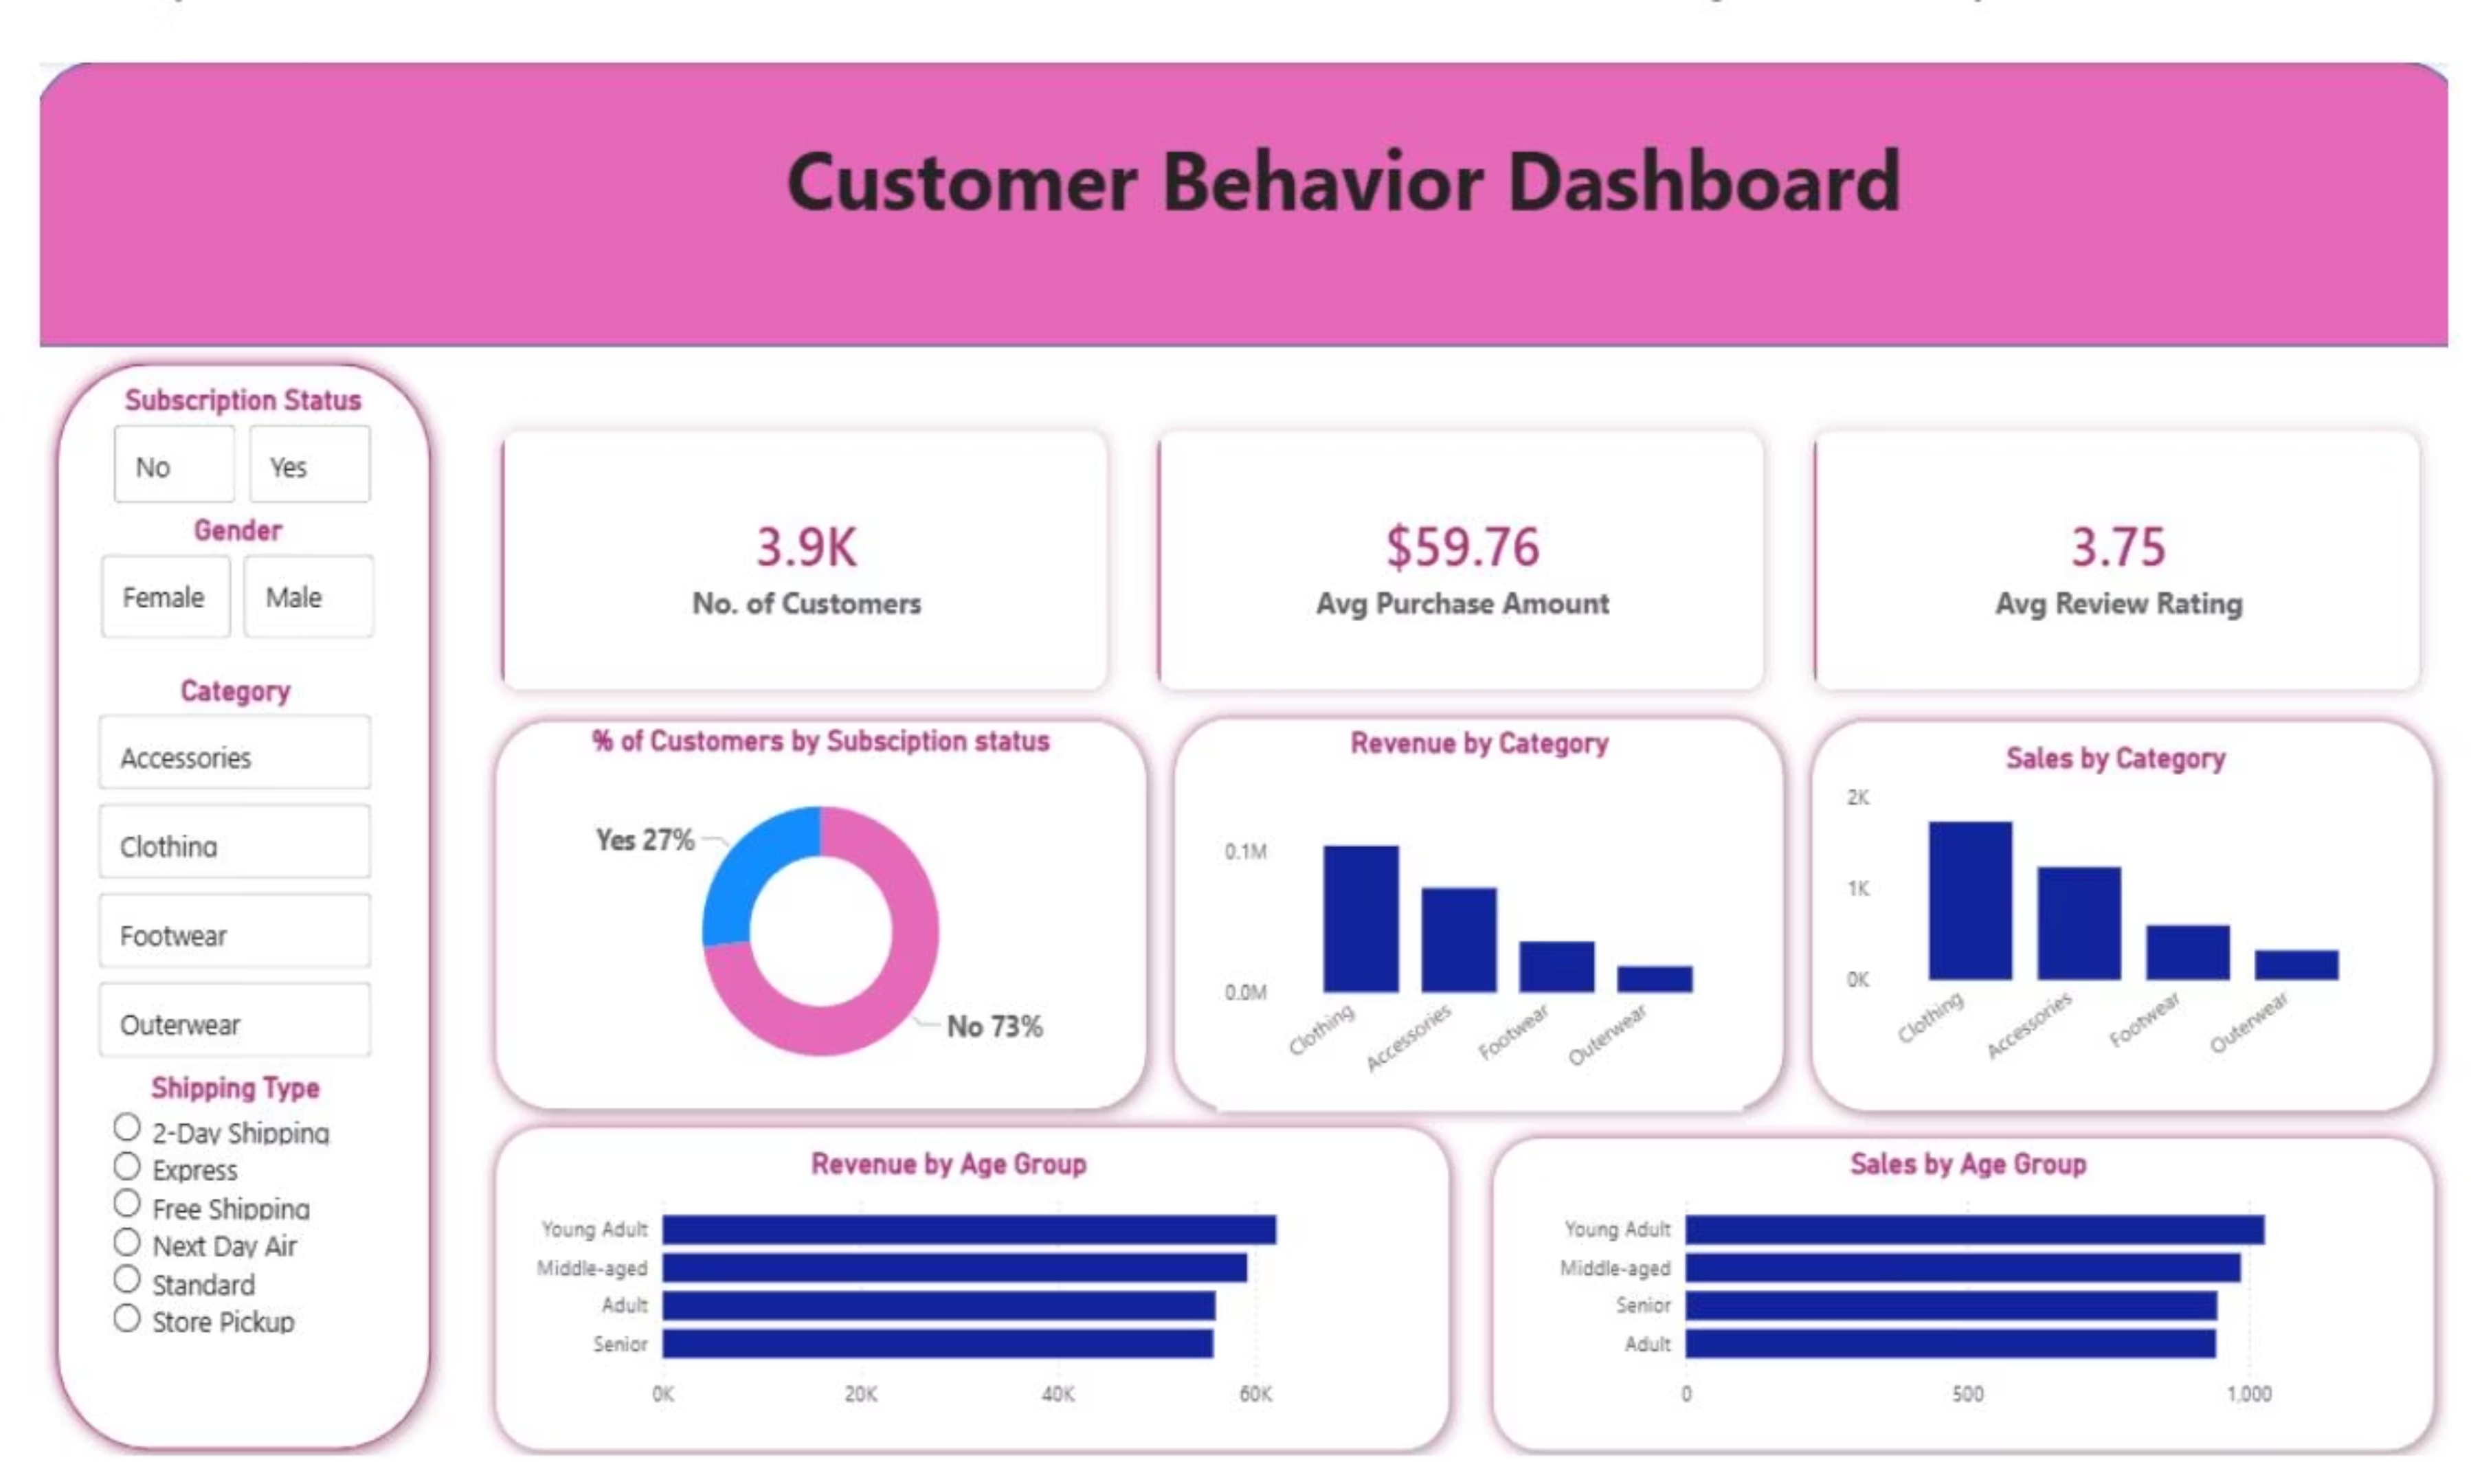 Customer Behavior Dashboard
Subscription Status
No Yes
Gender
Female Male
Category
Accessories
Clothing
Footwear
Outerwear
Shipping Type
2-Day Shipping
Express
Free Shipping
Next Day Air
Standard
Store Pickup
3.9K
No. of Customers
$59.76
Avg Purchase Amount
3.75
Avg Review Rating
% of Customers by Subsciption status
Yes 27%
No 73%
Revenue by Category
0.1M
0.0M
Clothing
Accessories
Footwear
Outerwear
Sales by Category
2K
1K
0K
Clothing
Accessories
Footwear
Outerwear
Revenue by Age Group
Young Adult
Middle-aged
Adult
Senior
0K 20K 40K 60K
Sales by Age Group
Young Adult
Middle-aged
Senior
Adult
0 500 1,000